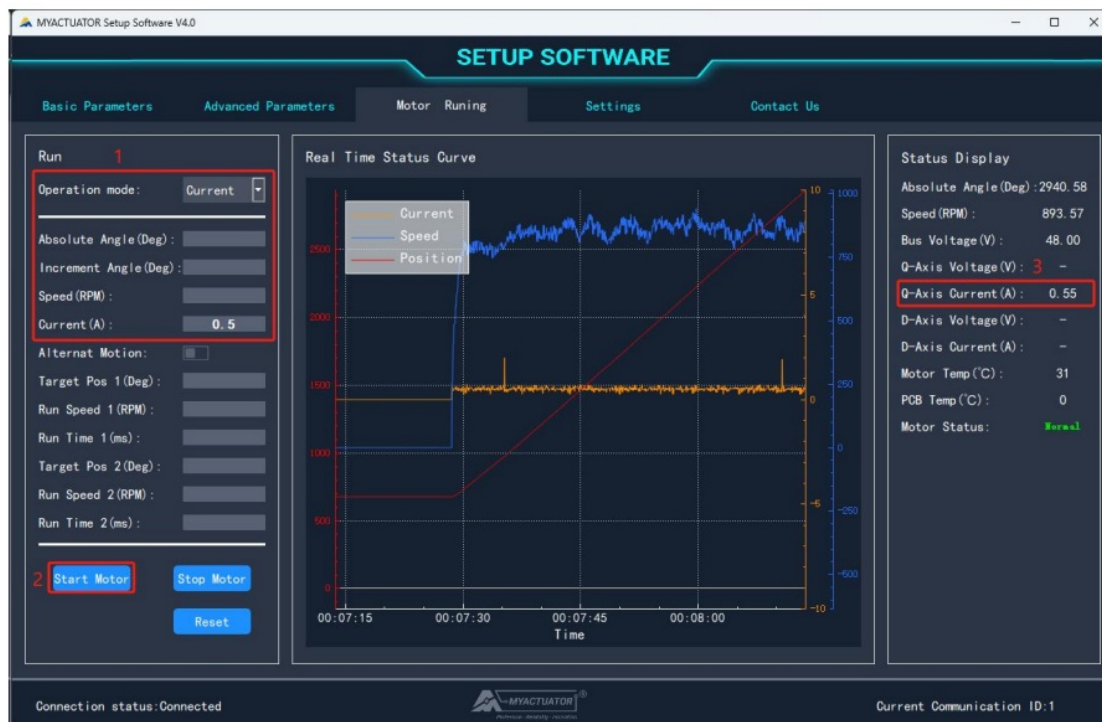 MYACTUATOR Setup Software V4.0
SETUP SOFTWARE
Basic Parameters Advanced Parameters Motor Runing Settings Contact Us
Run 1
Operation mode: Current
Absolute Angle(Deg):
Increment Angle(Deg):
Speed(RPM):
Current(A): 0.5
Alternat Motion:
Target Pos 1(Deg):
Run Speed 1(RPM):
Run Time 1(ms):
Target Pos 2(Deg):
Run Speed 2(RPM):
Run Time 2(ms):
2 Start Motor Stop Motor
Reset
Real Time Status Curve
Current
Speed
Position
2500
2000
1500
1000
500
0
10
5
0
-5
-10
1000
750
500
250
0
-250
-500
00:07:15 00:07:30 00:07:45 00:08:00
Time
Status Display
Absolute Angle(Deg):2940.58
Speed(RPM): 893.57
Bus Voltage(V): 48.00
Q-Axis Voltage(V): 3 -
Q-Axis Current(A): 0.55
D-Axis Voltage(V): -
D-Axis Current(A): -
Motor Temp(℃): 31
PCB Temp(℃): 0
Motor Status: Normal
Connection status:Connected
MYACTUATOR®
Current Communication ID:1